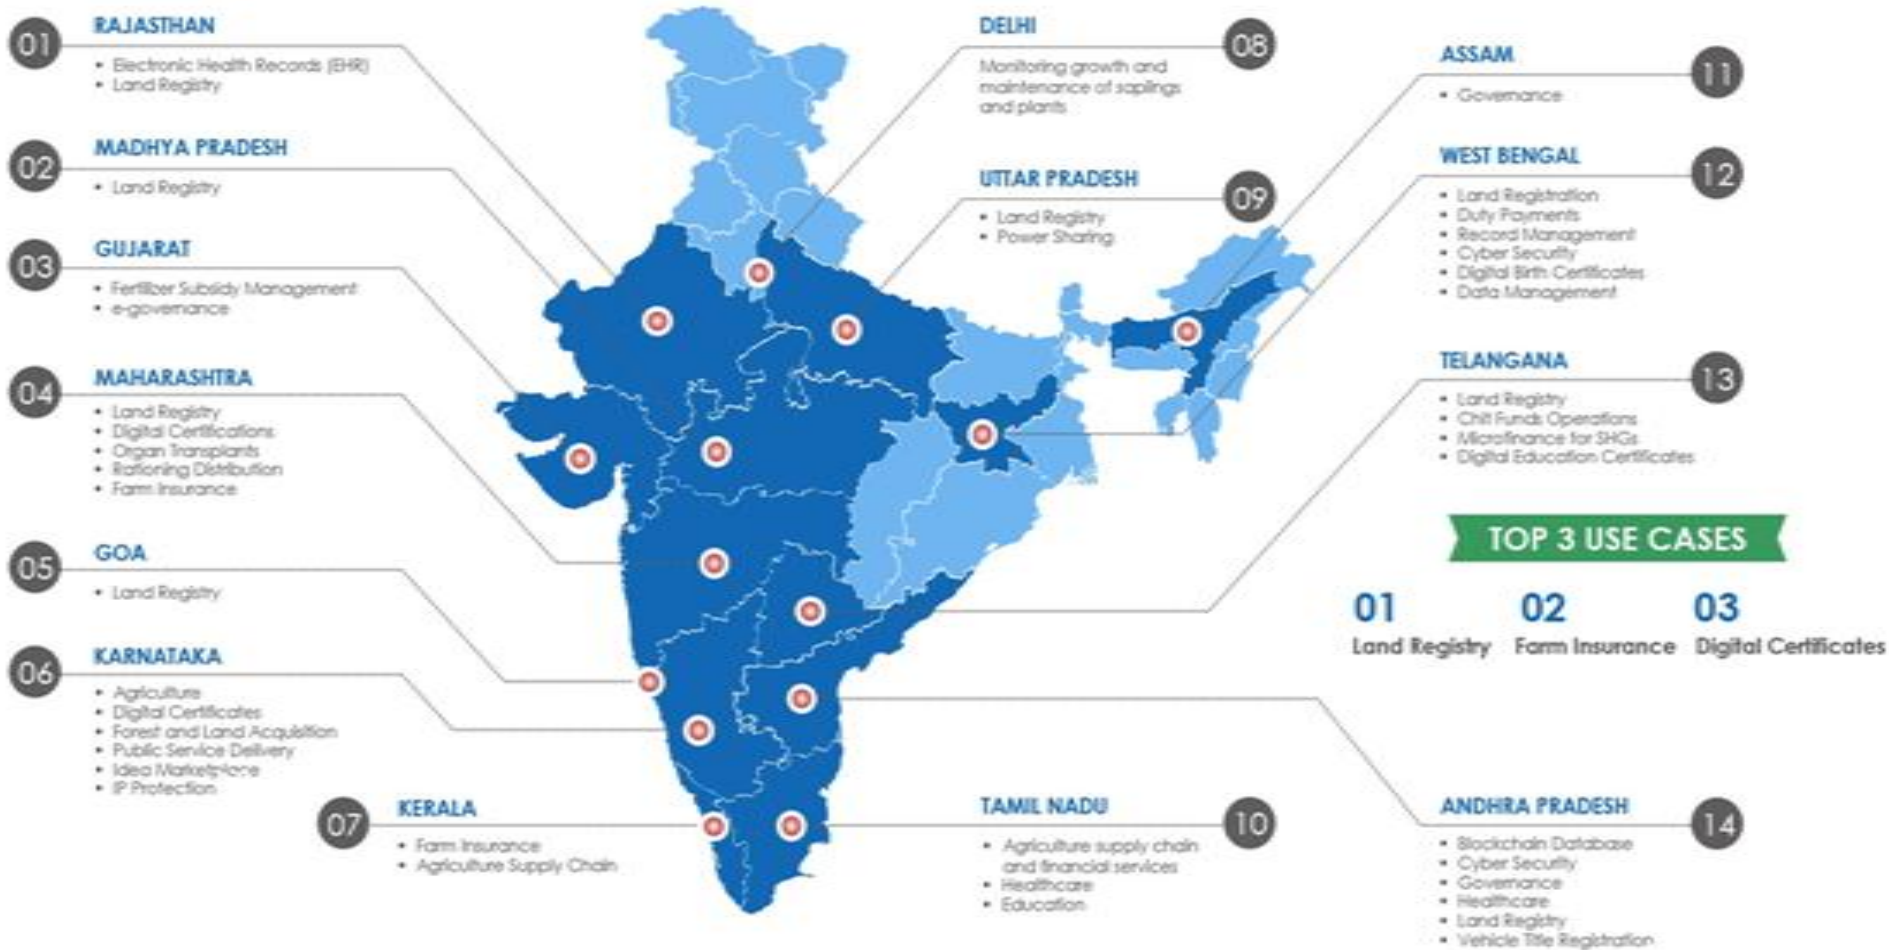 01
RAJASTHAN
• Electronic Health Records (EHR)
• Land Registry
02
MADHYA PRADESH
• Land Registry
03
GUJARAT
• Fertilizer Subsidy Management
• e-governance
04
MAHARASHTRA
• Land Registry
• Digital Certifications
• Organ Transplants
• Rationing Distribution
• Farm Insurance
05
GOA
• Land Registry
06
KARNATAKA
• Agriculture
• Digital Certificates
• Forest and Land Acquisition
• Public Service Delivery
• Idea Marketplace
• IP Protection
07
KERALA
• Farm Insurance
• Agriculture Supply Chain
DELHI
08
Monitoring growth and
maintenance of saplings
and plants
UTTAR PRADESH
09
• Land Registry
• Power Sharing
TAMIL NADU
10
• Agriculture supply chain
and financial services
• Healthcare
• Education
ASSAM
11
• Governance
WEST BENGAL
12
• Land Registration
• Duty Payments
• Record Management
• Cyber Security
• Digital Birth Certificates
• Data Management
TELANGANA
13
• Land Registry
• Chit Funds Operations
• Microfinance for SHGs
• Digital Education Certificates
TOP 3 USE CASES
01 02 03
Land Registry Farm Insurance Digital Certificates
ANDHRA PRADESH
14
• Blockchain Database
• Cyber Security
• Governance
• Healthcare
• Land Registry
• Vehicle Title Registration